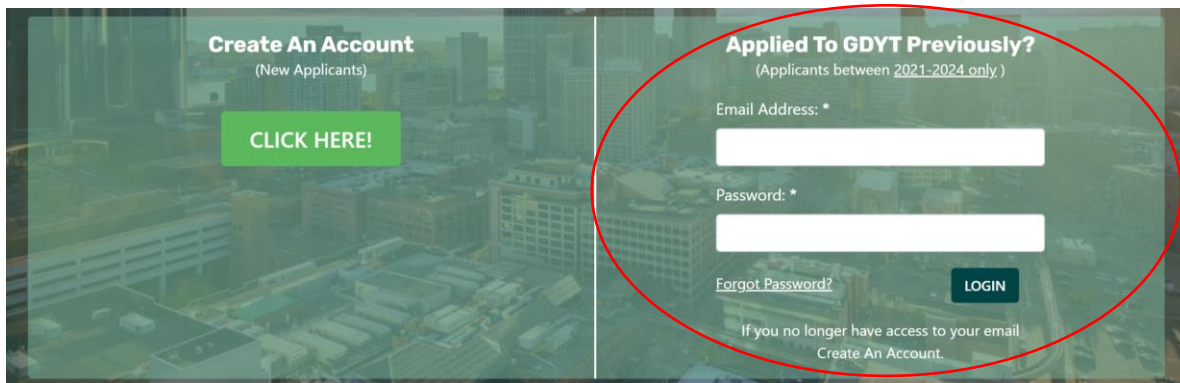 Create An Account
(New Applicants)
CLICK HERE!
Applied To GDYT Previously?
(Applicants between 2021-2024 only )
Email Address: *
Password: *
Forgot Password?
LOGIN
If you no longer have access to your email
Create An Account.